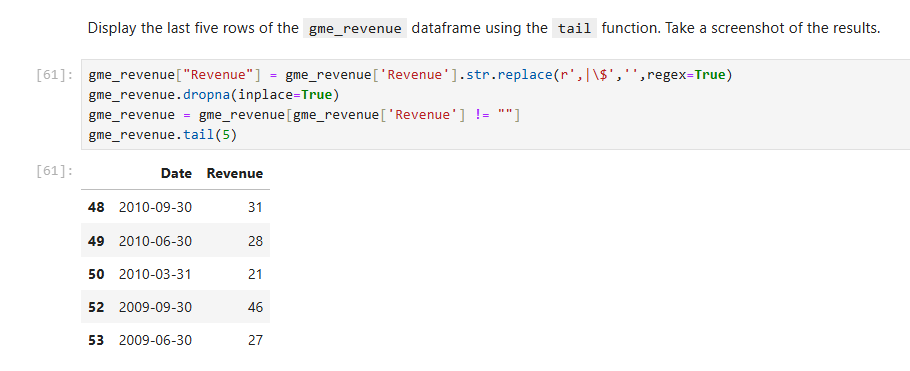 Display the last five rows of the gme_revenue dataframe using the tail function. Take a screenshot of the results.
[61]: gme_revenue["Revenue"] = gme_revenue['Revenue'].str.replace(r',|\$','',regex=True)
gme_revenue.dropna(inplace=True)
gme_revenue = gme_revenue[gme_revenue['Revenue'] != ""]
gme_revenue.tail(5)
[61]: Date Revenue
48 2010-09-30 31
49 2010-06-30 28
50 2010-03-31 21
52 2009-09-30 46
53 2009-06-30 27